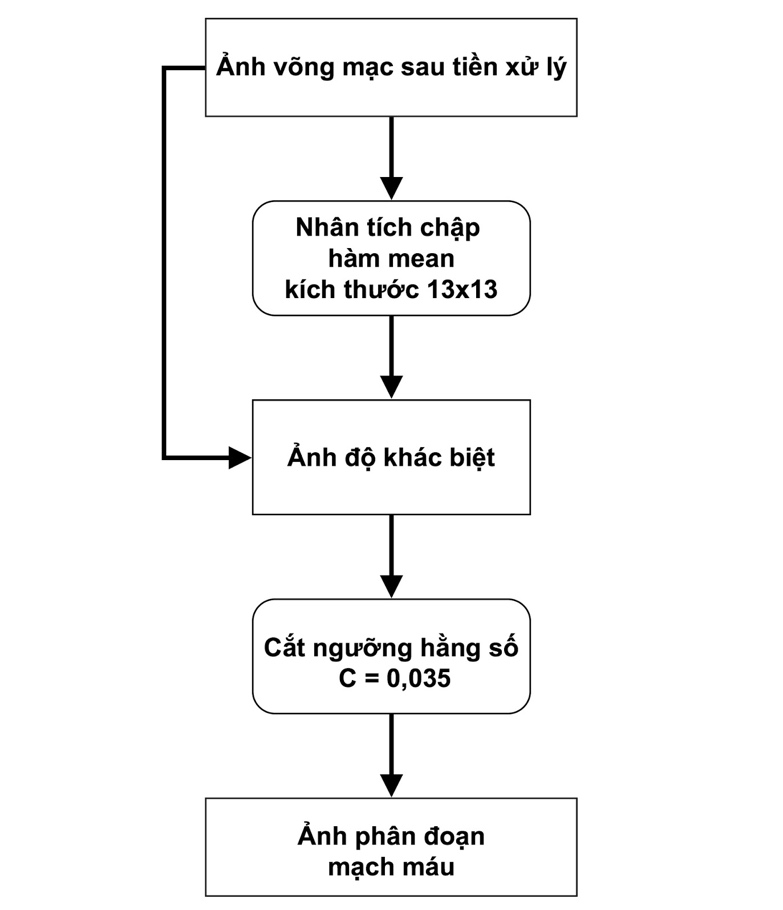 Ảnh võng mạc sau tiền xử lý
Nhân tích chập
hàm mean
kích thước 13x13
Ảnh độ khác biệt
Cắt ngưỡng hằng số
C = 0,035
Ảnh phân đoạn
mạch máu